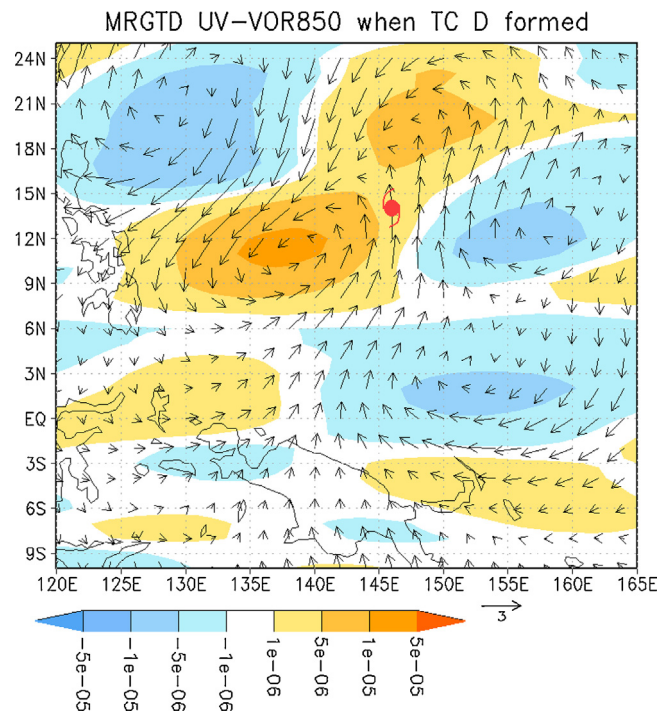 MRGTD UV-VOR850 when TC D formed
24N
21N
18N
15N
12N
9N
6N
3N
EQ
3S
6S
9S
120E 125E 130E 135E 140E 145E 150E 155E 160E 165E
3
-5e-05 -1e-05 -5e-06 -1e-06 1e-06 5e-06 1e-05 5e-05